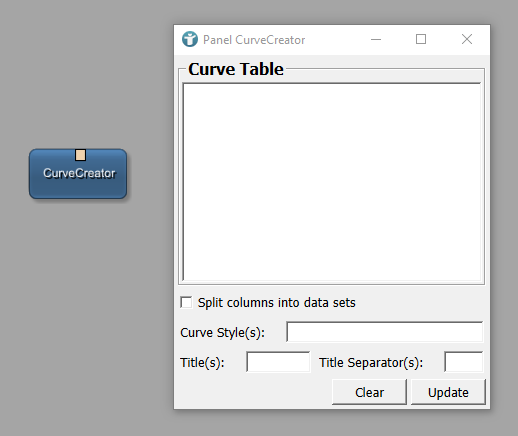 Panel CurveCreator
Curve Table
CurveCreator
Split columns into data sets
Curve Style(s):
Title(s): Title Separator(s):
Clear Update